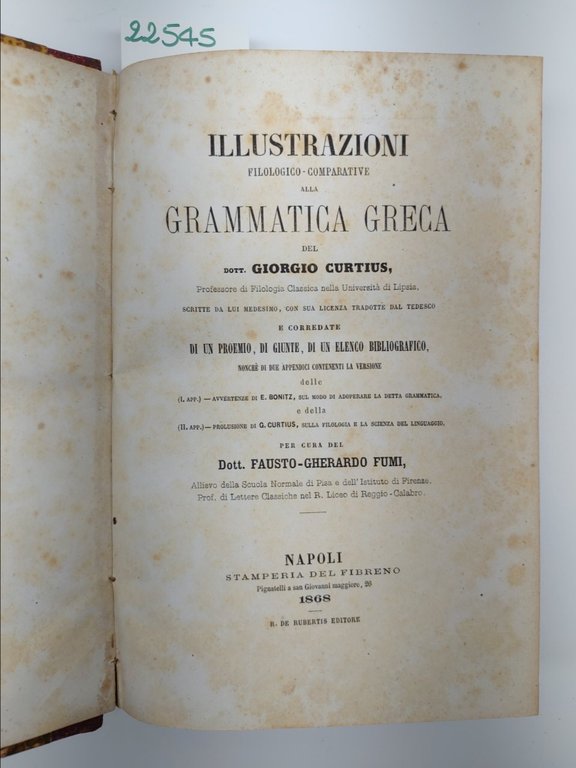 22545
ILLUSTRAZIONI
FILOLOGICO-COMPARATIVE
ALLA
GRAMMATICA GRECA
DEL
DOTT. GIORGIO CURTIUS,
Professore di Filologia Classica nella Università di Lipsia,
SCRITTE DA LUI MEDESIMO, CON SUA LICENZA TRADOTTE DAL TEDESCO
E CORREDATE
DI UN PROEMIO, DI GIUNTE, DI UN ELENCO BIBLIOGRAFICO,
NONCHÈ DI DUE APPENDICI CONTENENTI LA VERSIONE
delle
(I. APP.) — AVVERTENZE DI E. BONITZ, SUL MODO DI ADOPERARE LA DETTA GRAMMATICA.
e della
(II. APP.) — PROLUSIONE DI G. CURTIUS, SULLA FILOLOGIA E LA SCIENZA DEL LINGUAGGIO.
PER CURA DEL
Dott. FAUSTO-GHERARDO FUMI,
Allievo della Scuola Normale di Pisa e dell'Istituto di Firenze,
Prof. di Lettere Classiche nel R. Liceo di Reggio-Calabro.
NAPOLI
STAMPERIA DEL FIBRENO
Pignatelli a san Giovanni maggiore, 26
1868
R. DE RUBERTIS EDITORE